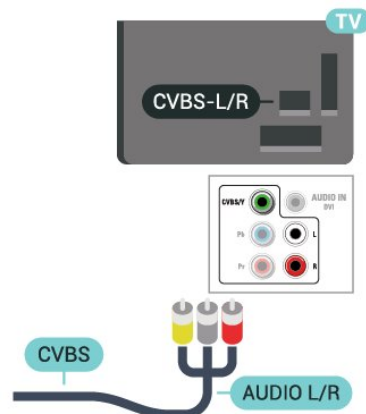 TV
CVBS-L/R
CVBS/Y
AUDIO IN
DVI
Pb
L
Pr
R
CVBS
AUDIO L/R